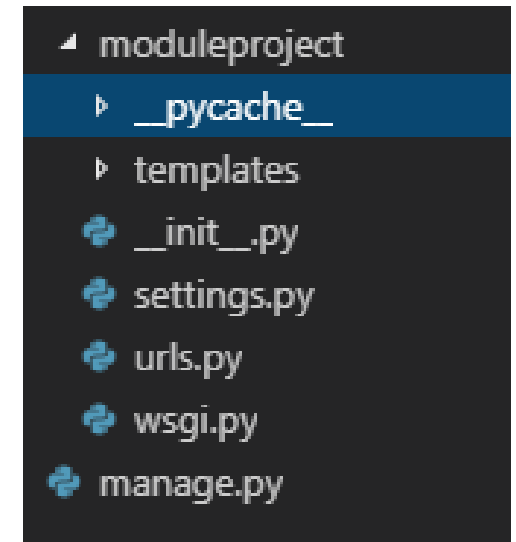 moduleproject
__pycache__
templates
__init__.py
settings.py
urls.py
wsgi.py
manage.py